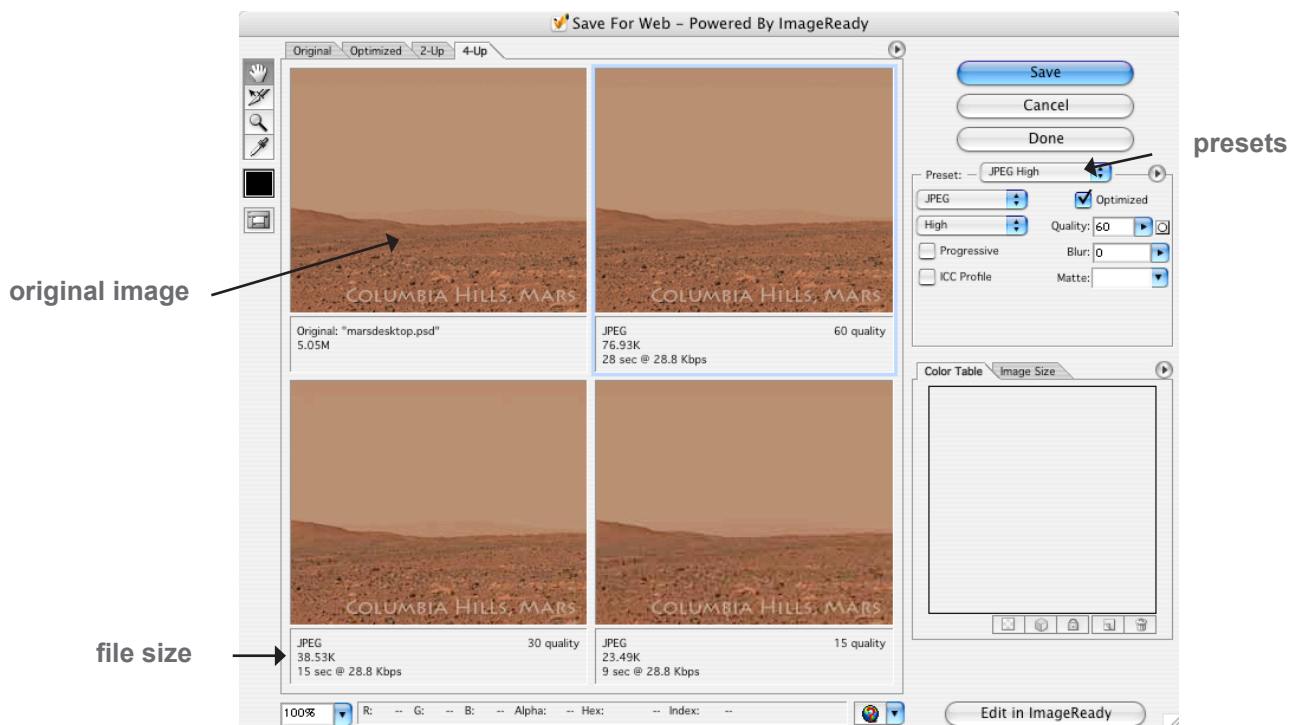 Save For Web – Powered By ImageReady
Original Optimized 2-Up 4-Up
Save
Cancel
Done
presets
Preset: JPEG High
JPEG
Optimized
High
Quality: 60
Progressive
Blur: 0
ICC Profile
Matte:
original image
COLUMBIA HILLS, MARS
COLUMBIA HILLS, MARS
Original: "marsdesktop.psd"
5.05M
JPEG 60 quality
76.93K
28 sec @ 28.8 Kbps
Color Table Image Size
COLUMBIA HILLS, MARS
COLUMBIA HILLS, MARS
file size
JPEG 30 quality
38.53K
15 sec @ 28.8 Kbps
JPEG 15 quality
23.49K
9 sec @ 28.8 Kbps
100% R: -- G: -- B: -- Alpha: -- Hex: -- Index: --
Edit in ImageReady